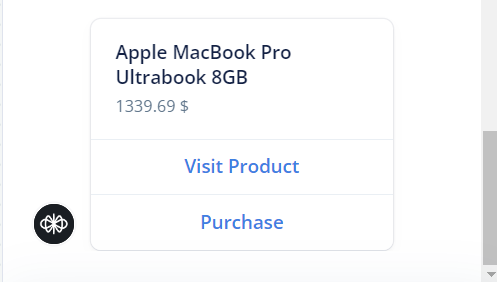 Apple MacBook Pro
Ultrabook 8GB
1339.69 $
Visit Product
Purchase